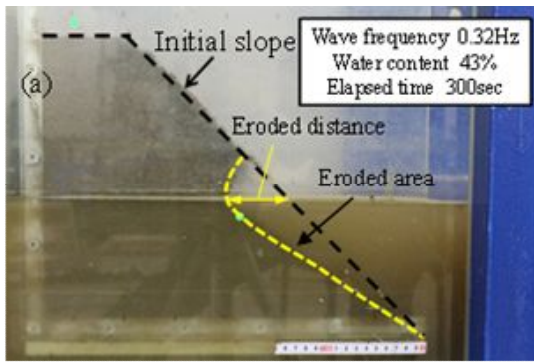 Initial slope
Wave frequency 0.32Hz
Water content 43%
Elapsed time 300sec
(a)
Eroded distance
Eroded area